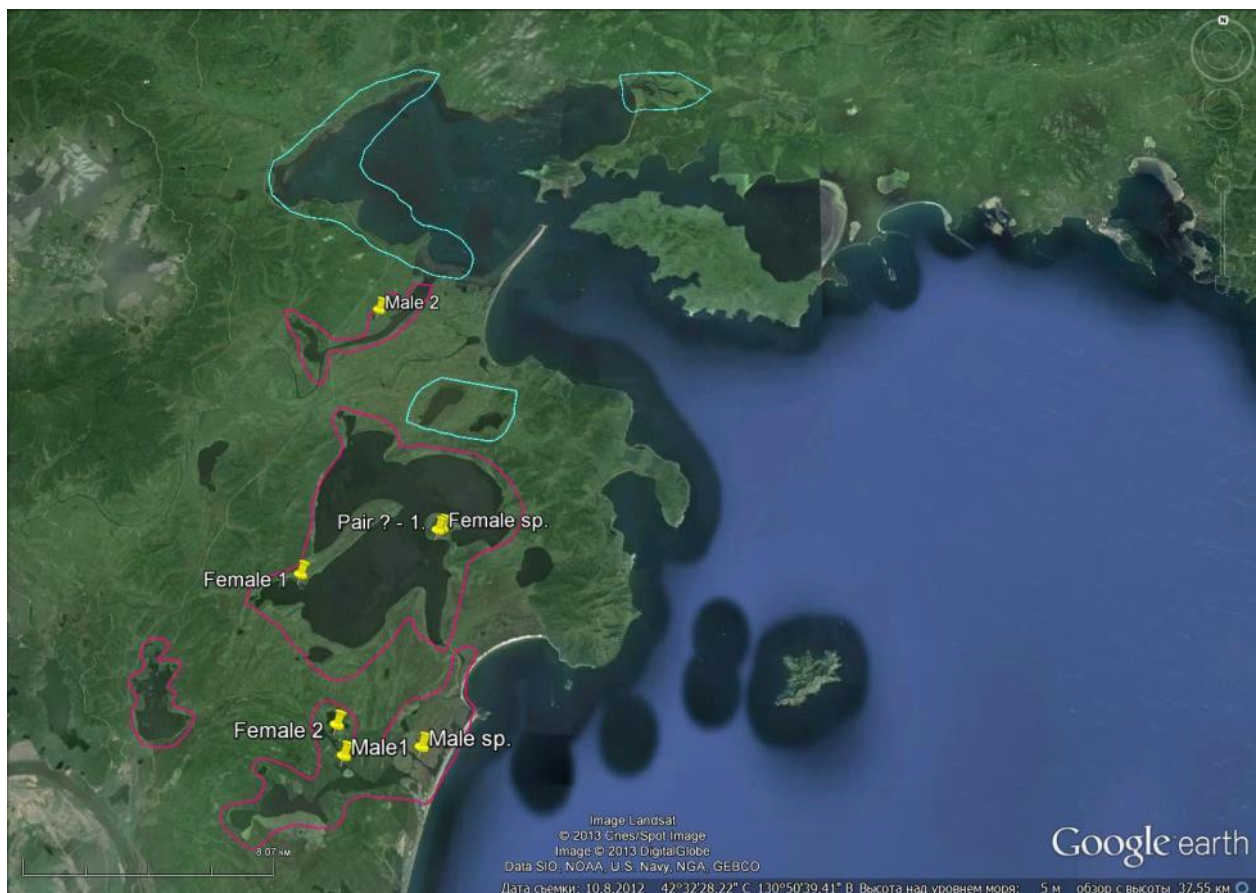 N
Male 2
Pair ? - 1.
Female sp.
Female 1
Female 2
Male1
Male sp.
8.07 км
Image Landsat
© 2013 Cnes/Spot Image
Image © 2013 DigitalGlobe
Data SIO, NOAA, U.S. Navy, NGA, GEBCO
Google earth
Дата съемки: 10.8.2012 42°32'28.22" С 130°50'39.41" В Высота над уровнем моря: 5 м обзор с высоты 37.55 км